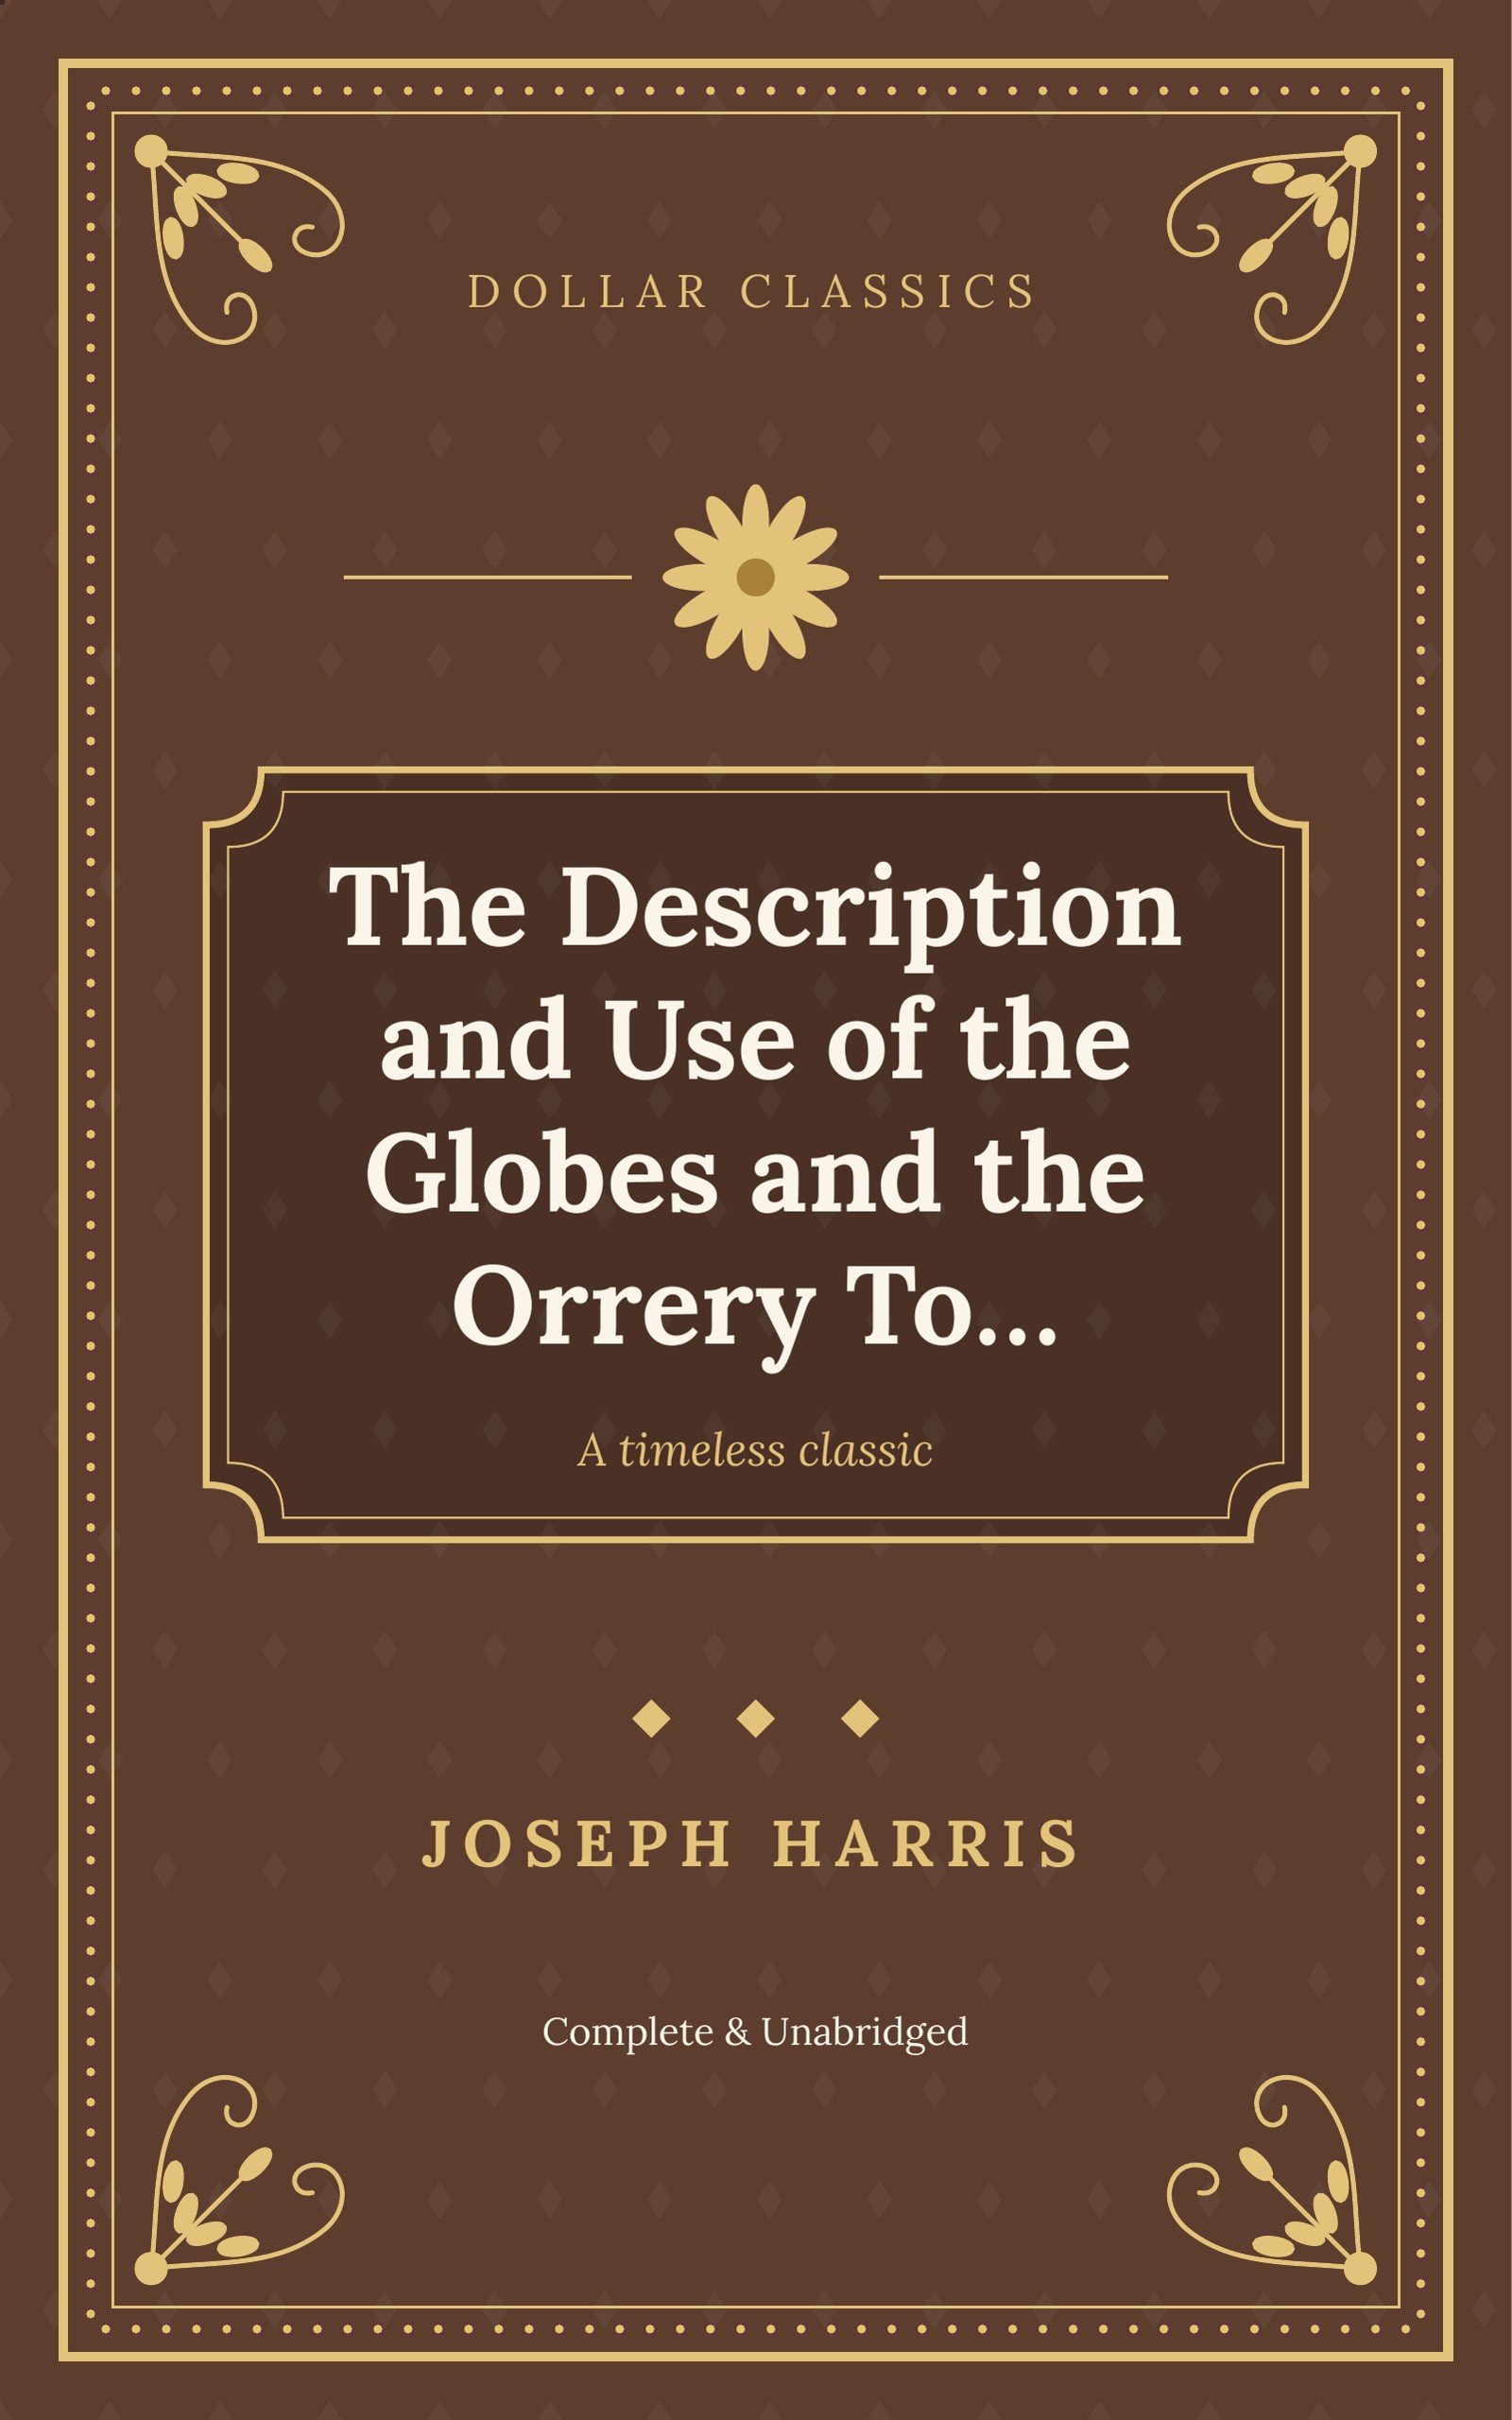 DOLLAR CLASSICS
The Description
and Use of the
Globes and the
Orrery To...
A timeless classic
JOSEPH HARRIS
Complete & Unabridged